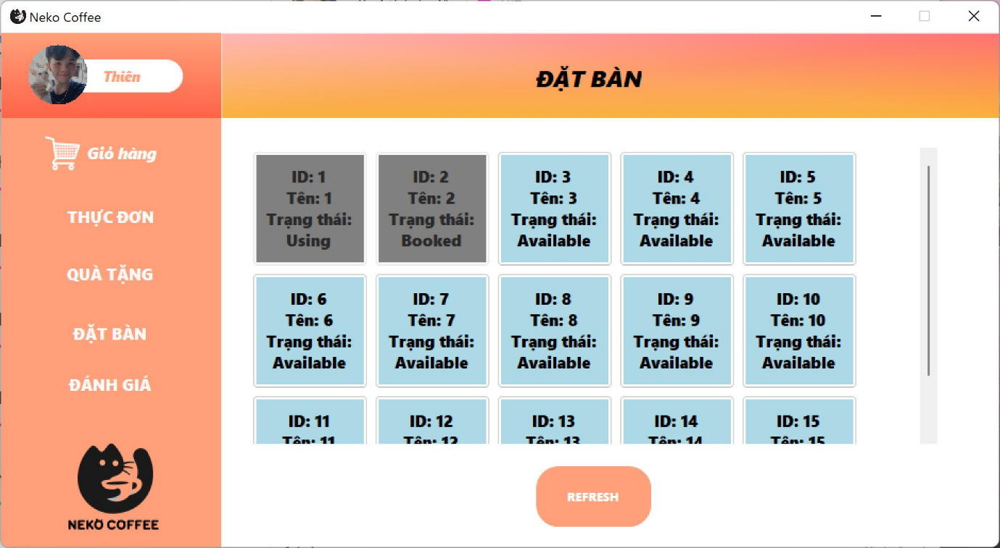 Neko Coffee
Thiên
ĐẶT BÀN
Giỏ hàng
THỰC ĐƠN
QUÀ TẶNG
ĐẶT BÀN
ĐÁNH GIÁ
NEKO COFFEE
ID: 1
Tên: 1
Trạng thái:
Using
ID: 2
Tên: 2
Trạng thái:
Booked
ID: 3
Tên: 3
Trạng thái:
Available
ID: 4
Tên: 4
Trạng thái:
Available
ID: 5
Tên: 5
Trạng thái:
Available
ID: 6
Tên: 6
Trạng thái:
Available
ID: 7
Tên: 7
Trạng thái:
Available
ID: 8
Tên: 8
Trạng thái:
Available
ID: 9
Tên: 9
Trạng thái:
Available
ID: 10
Tên: 10
Trạng thái:
Available
ID: 11
Tên: 11
ID: 12
Tên: 12
ID: 13
Tên: 13
ID: 14
Tên: 14
ID: 15
Tên: 15
REFRESH